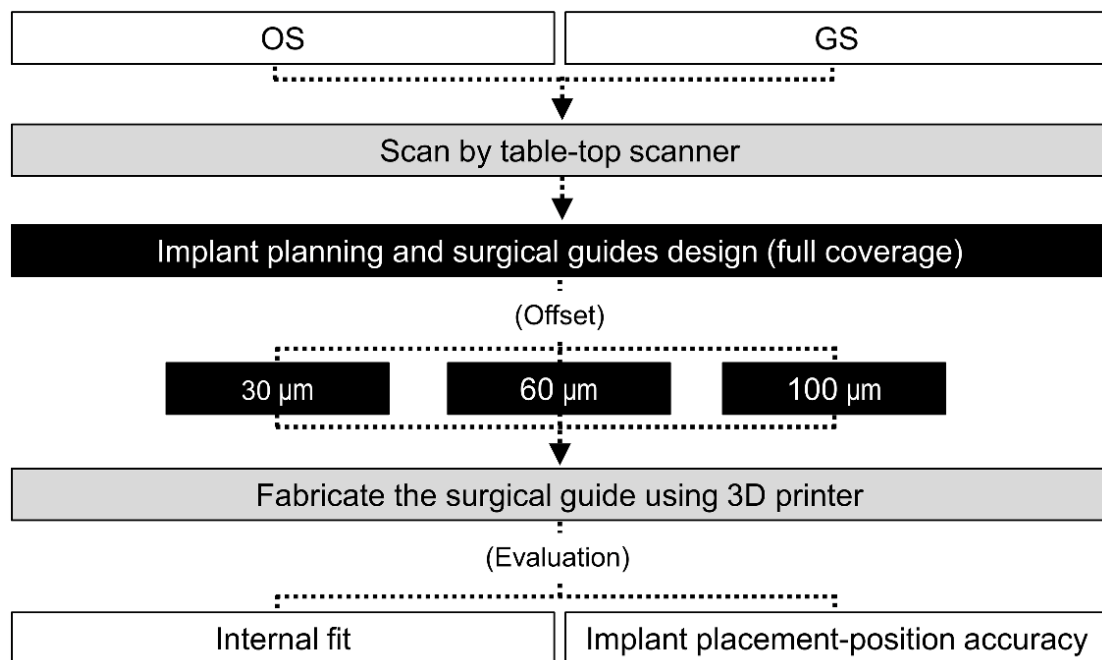 OS
GS
Scan by table-top scanner
Implant planning and surgical guides design (full coverage)
(Offset)
30 µm
60 µm
100 µm
Fabricate the surgical guide using 3D printer
(Evaluation)
Internal fit
Implant placement-position accuracy